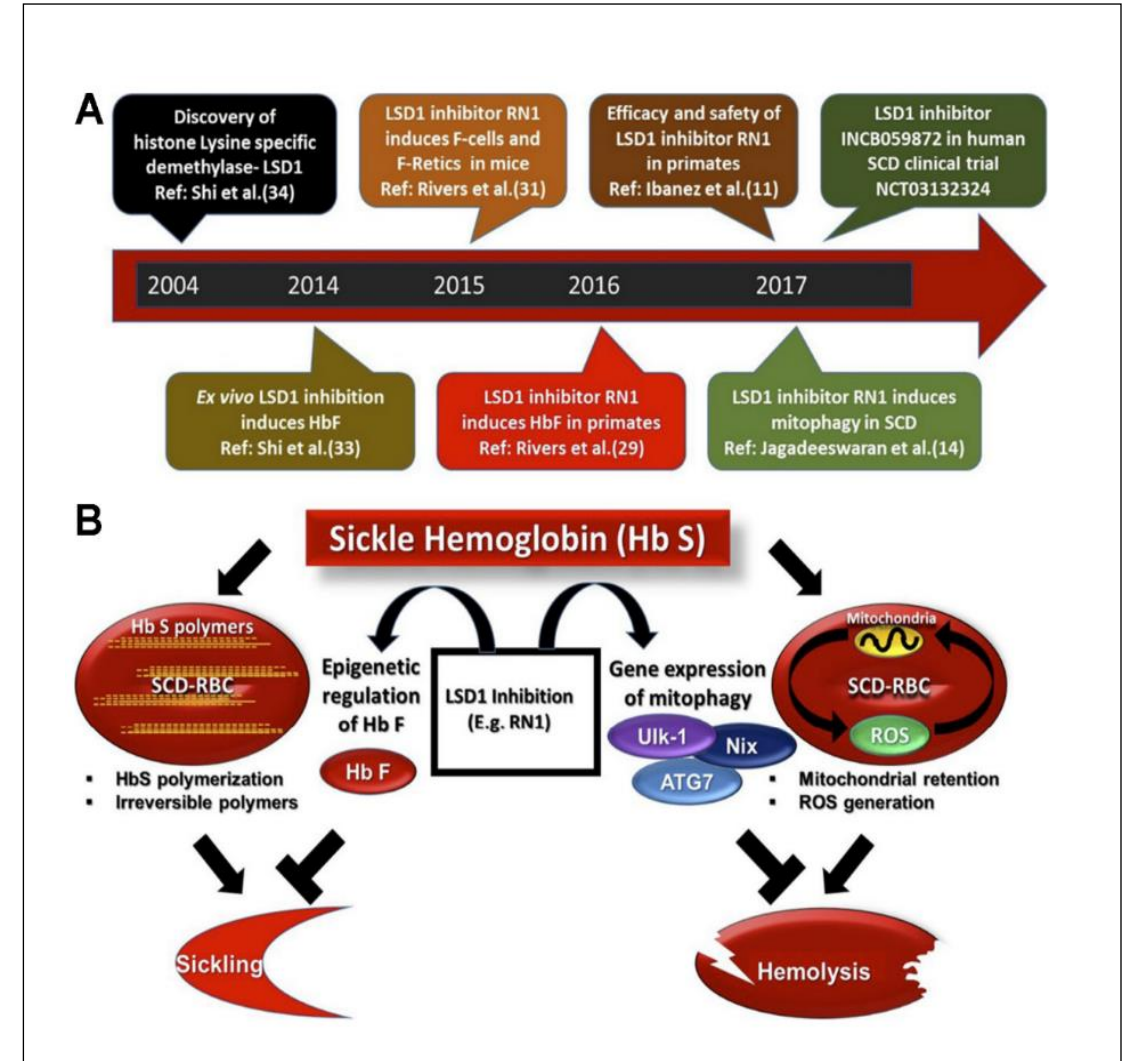 A
Discovery of
histone Lysine specific
demethylase- LSD1
Ref: Shi et al.(34)
LSD1 inhibitor RN1
induces F-cells and
F-Retics in mice
Ref: Rivers et al.(31)
Efficacy and safety of
LSD1 inhibitor RN1
in primates
Ref: Ibanez et al.(11)
LSD1 inhibitor
INCB059872 in human
SCD clinical trial
NCT03132324
2004 2014 2015 2016 2017
Ex vivo LSD1 inhibition
induces HbF
Ref: Shi et al.(33)
LSD1 inhibitor RN1
induces HbF in primates
Ref: Rivers et al.(29)
LSD1 inhibitor RN1 induces
mitophagy in SCD
Ref: Jagadeeswaran et al.(14)
B
Sickle Hemoglobin (Hb S)
Hb S polymers
SCD-RBC
▪ HbS polymerization
▪ Irreversible polymers
Epigenetic
regulation
of Hb F
Hb F
LSD1 Inhibition
(E.g. RN1)
Gene expression
of mitophagy
Ulk-1
Nix
ATG7
Mitochondria
SCD-RBC
ROS
▪ Mitochondrial retention
▪ ROS generation
Sickling
Hemolysis